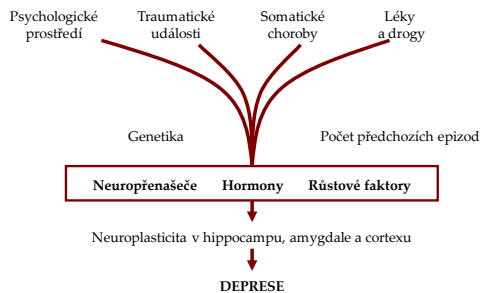 Psychologické
prostředí
Traumatické
události
Somatické
choroby
Léky
a drogy
Genetika
Počet předchozích epizod
Neuropřenašeče Hormony Růstové faktory
Neuroplasticita v hippocampu, amygdale a cortexu
DEPRESE